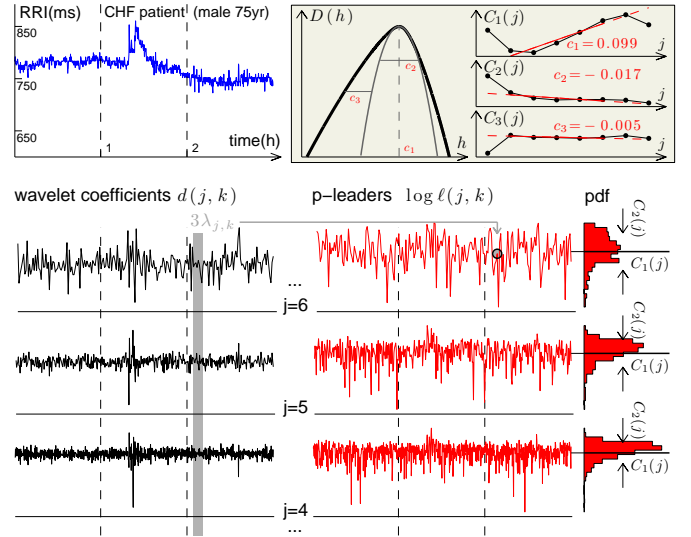 RRI(ms) CHF patient (male 75yr)
850
750
650
time(h)
1 2
D(h)
c₂
c₃
c₁
h
C₁(j)
c₁ = 0.099
j
C₂(j)
c₂ = − 0.017
j
C₃(j)
c₃ = − 0.005
j
wavelet coefficients d(j, k)
p−leaders log ℓ(j, k)
pdf
3λⱼ,ₖ
C₂(j)
C₁(j)
...
j=6
C₂(j)
C₁(j)
j=5
C₂(j)
C₁(j)
j=4
...